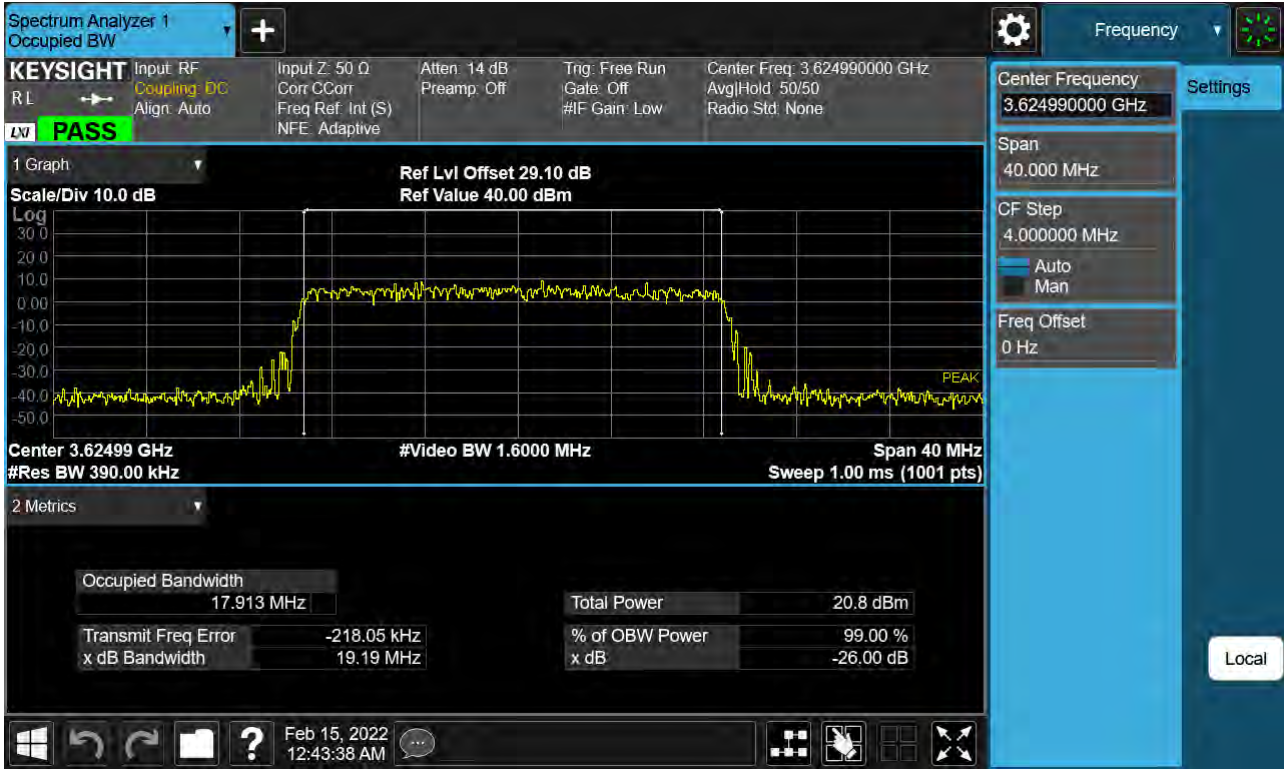 Spectrum Analyzer 1
Occupied BW
Frequency
KEYSIGHT
RL
LXI PASS
Input: RF
Coupling: DC
Align: Auto
Input Z: 50 Ω
Corr CCorr
Freq Ref: Int (S)
NFE: Adaptive
Atten: 14 dB
Preamp: Off
Trig: Free Run
Gate: Off
#IF Gain: Low
Center Freq: 3.624990000 GHz
Avg|Hold: 50/50
Radio Std: None
Center Frequency
3.624990000 GHz
Settings
Span
40.000 MHz
CF Step
4.000000 MHz
Auto
Man
Freq Offset
0 Hz
1 Graph
Scale/Div 10.0 dB
Ref Lvl Offset 29.10 dB
Ref Value 40.00 dBm
Log
30.0
20.0
10.0
0.00
-10.0
-20.0
-30.0
-40.0
-50.0
PEAK
Center 3.62499 GHz
#Video BW 1.6000 MHz
Span 40 MHz
#Res BW 390.00 kHz
Sweep 1.00 ms (1001 pts)
2 Metrics
Occupied Bandwidth
17.913 MHz
Total Power 20.8 dBm
Transmit Freq Error -218.05 kHz
% of OBW Power 99.00 %
x dB Bandwidth 19.19 MHz
x dB -26.00 dB
Local
?
Feb 15, 2022
12:43:38 AM